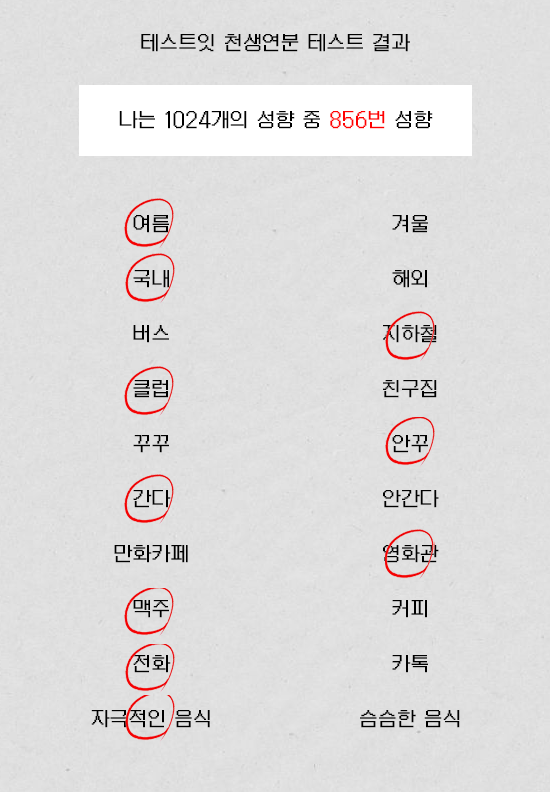 테스트잇 천생연분 테스트 결과
나는 1024개의 성향 중 856번 성향
여름 겨울
국내 해외
버스 지하철
클럽 친구집
꾸꾸 안꾸
간다 안간다
만화카페 영화관
맥주 커피
전화 카톡
자극적인 음식 슴슴한 음식